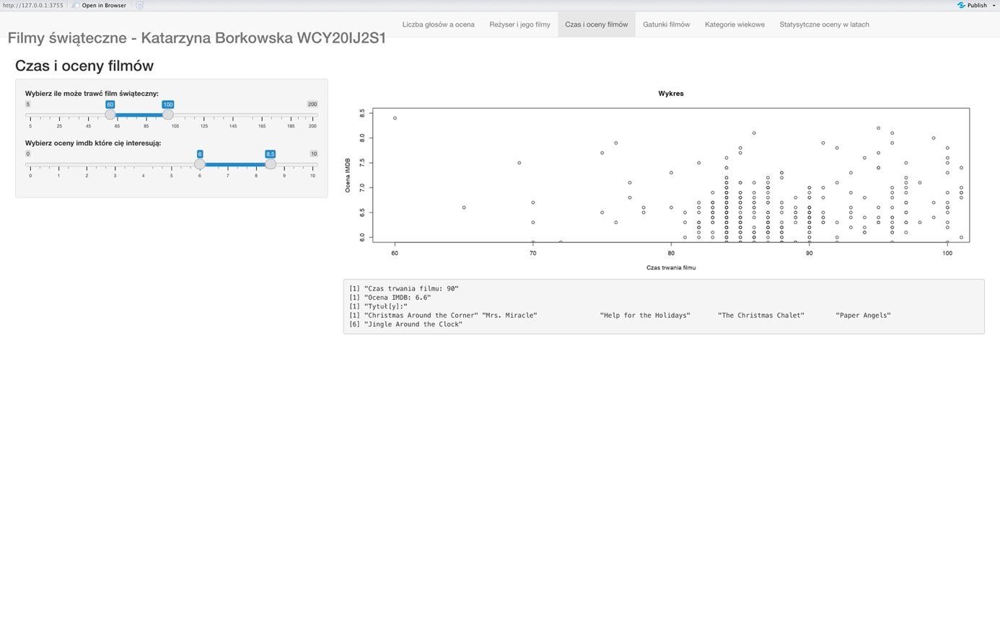 http://127.0.0.1:3755 Open in Browser Publish
Liczba głosów a ocena Reżyser i jego filmy Czas i oceny filmów Gatunki filmów Kategorie wiekowe Statysytczne oceny w latach
Filmy świąteczne - Katarzyna Borkowska WCY20IJ2S1
Czas i oceny filmów
Wybierz ile może trawć film świąteczny:
5 60 100 200
5 25 45 65 85 105 125 145 165 185 200
Wybierz oceny imdb które cię interesują:
0 6 8.5 10
0 1 2 3 4 5 6 7 8 9 10
Wykres
Ocena IMDB
8.5
8.0
7.5
7.0
6.5
6.0
60 70 80 90 100
Czas trwania filmu
[1] "Czas trwania filmu: 90"
[1] "Ocena IMDB: 6.6"
[1] "Tytuł[y]:"
[1] "Christmas Around the Corner" "Mrs. Miracle" "Help for the Holidays" "The Christmas Chalet" "Paper Angels"
[6] "Jingle Around the Clock"